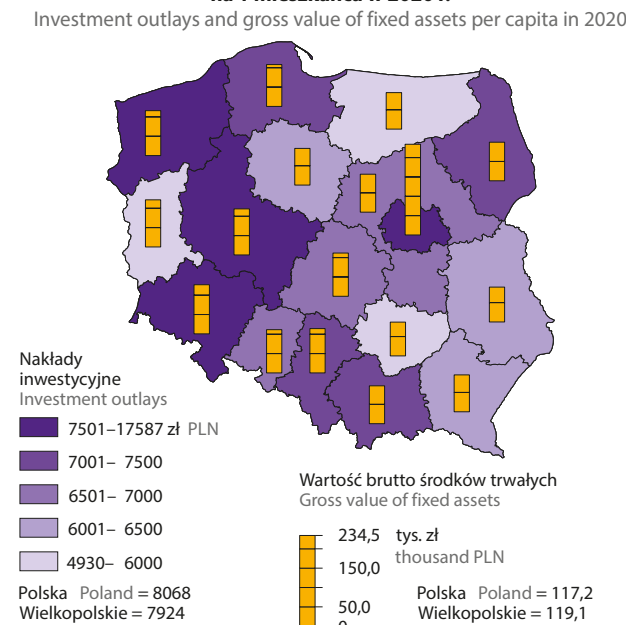 Investment outlays and gross value of fixed assets per capita in 2020
Nakłady
inwestycyjne
Investment outlays
7501–17587 zł PLN
7001– 7500
6501– 7000
6001– 6500
4930– 6000
Polska Poland = 8068
Wielkopolskie = 7924
Wartość brutto środków trwałych
Gross value of fixed assets
234,5 tys. zł
thousand PLN
150,0
50,0
0
Polska Poland = 117,2
Wielkopolskie = 119,1